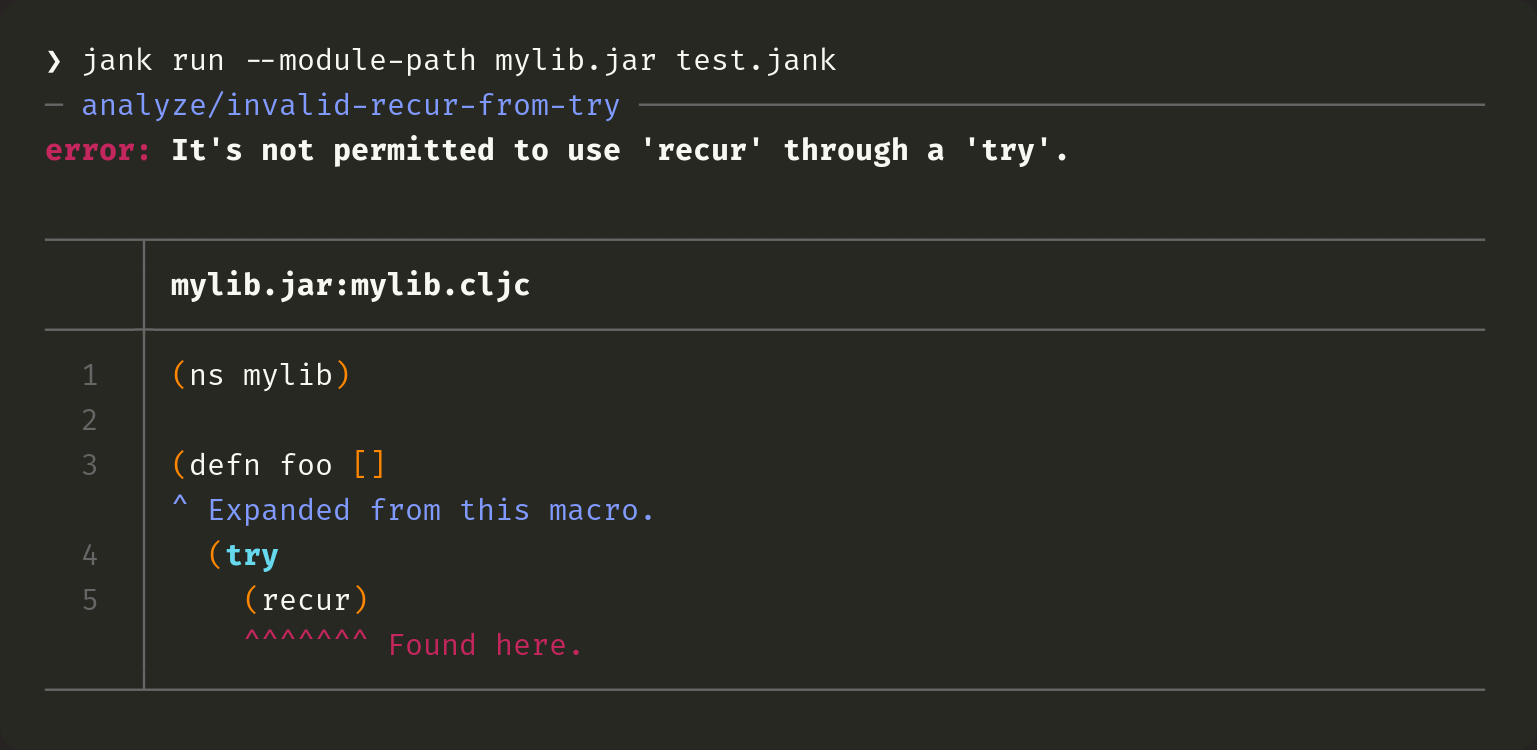 ❯ jank run --module-path mylib.jar test.jank
─ analyze/invalid-recur-from-try
error: It's not permitted to use 'recur' through a 'try'.
mylib.jar:mylib.cljc
1 (ns mylib)
2
3 (defn foo []
^ Expanded from this macro.
4 (try
5 (recur)
^^^^^^^ Found here.